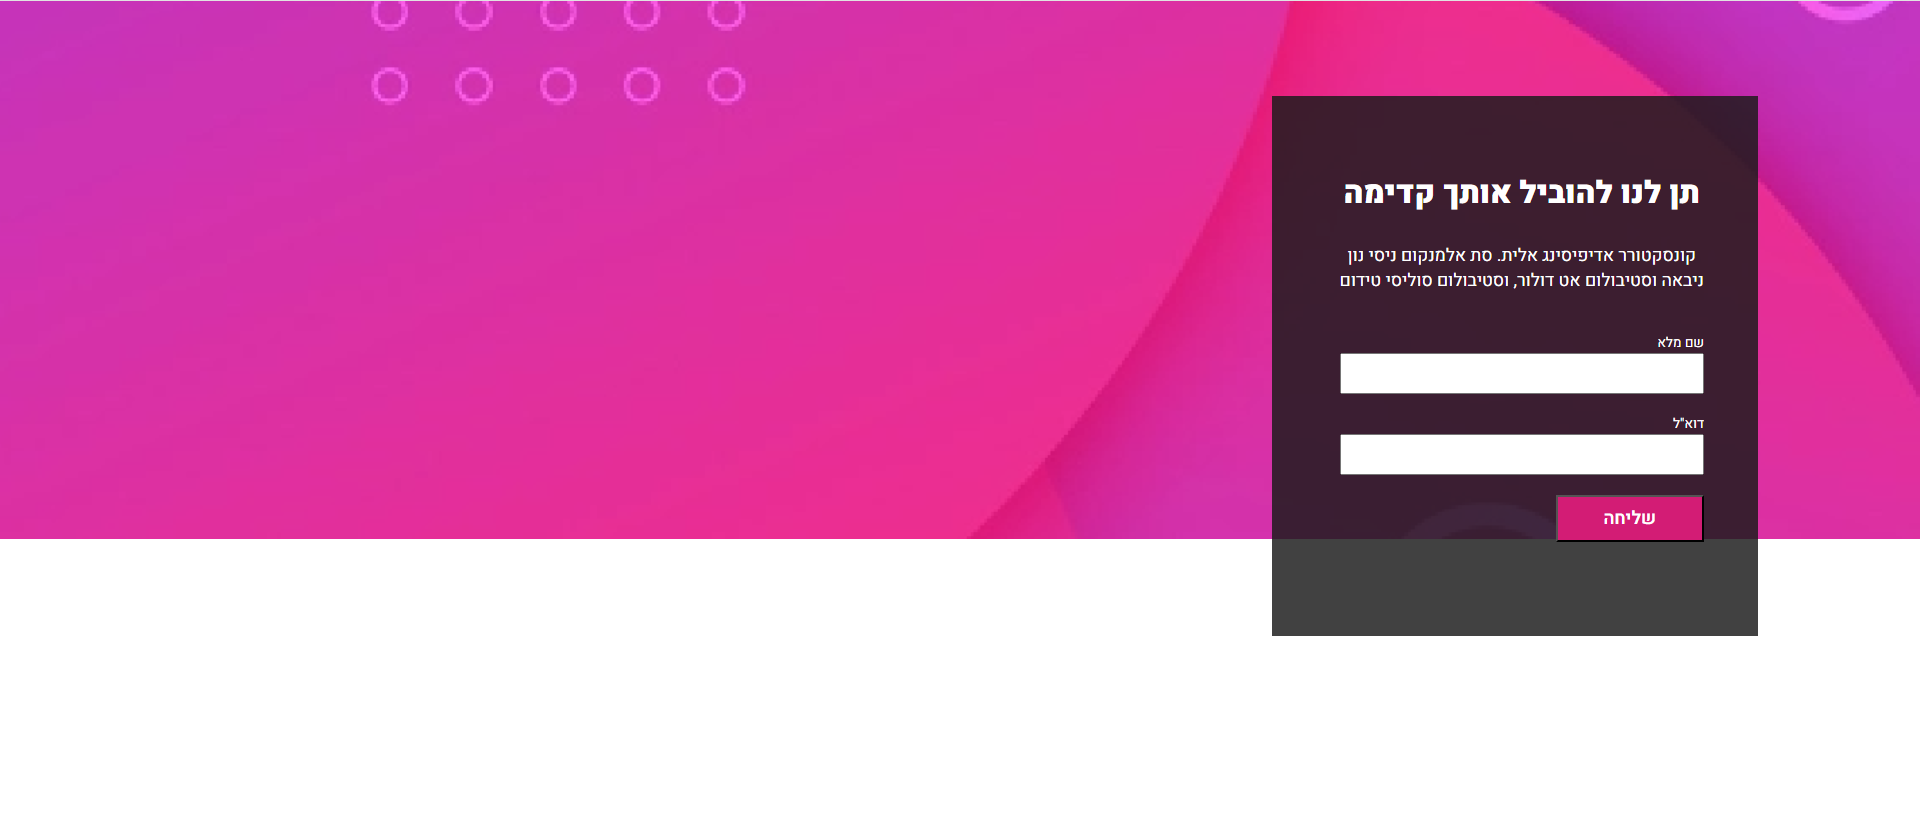 תן לנו להוביל אותך קדימה
קונסקטורר אדיפיסינג אלית. סת אלמנקום ניסי נון
ניבאה וסטיבולום אט דולור, וסטיבולום סוליסי טידום
שם מלא
דוא"ל
שליחה